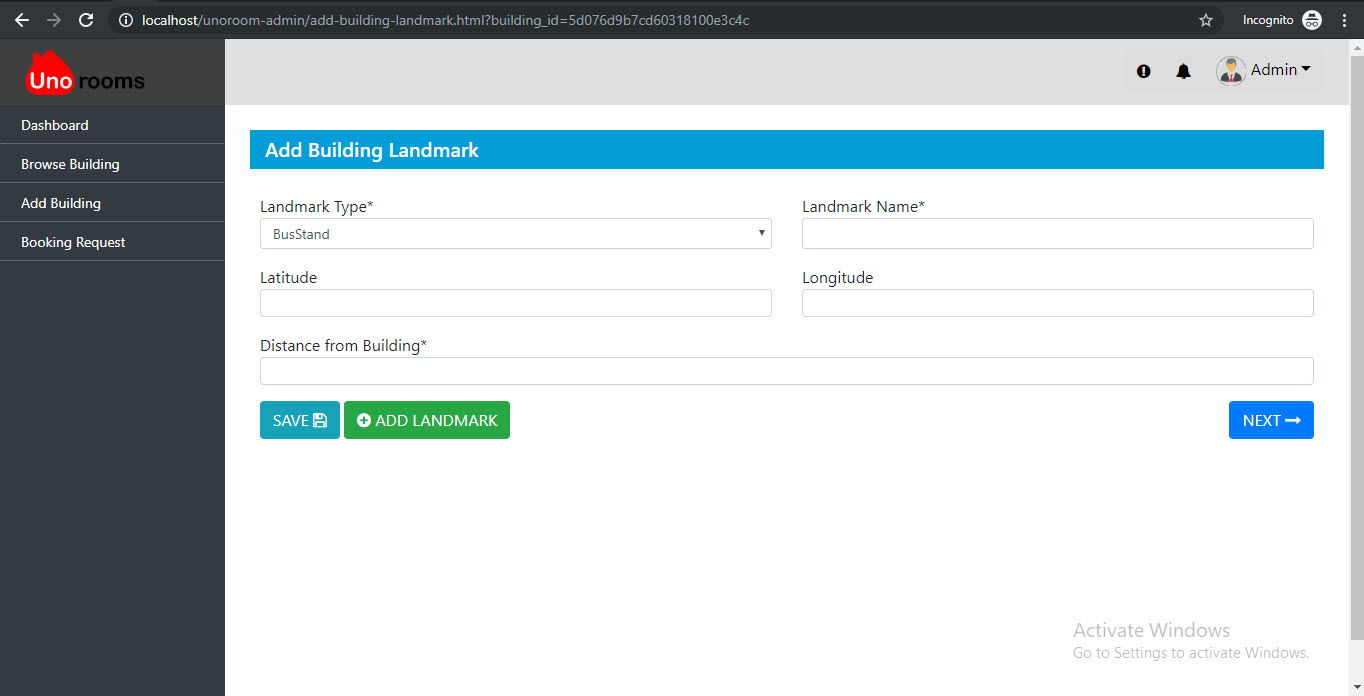 localhost/unoroom-admin/add-building-landmark.html?building_id=5d076d9b7cd60318100e3c4c
Incognito
Uno rooms
Admin
Dashboard
Browse Building
Add Building
Booking Request
Add Building Landmark
Landmark Type*
Landmark Name*
BusStand
Latitude
Longitude
Distance from Building*
SAVE
ADD LANDMARK
NEXT
Activate Windows
Go to Settings to activate Windows.